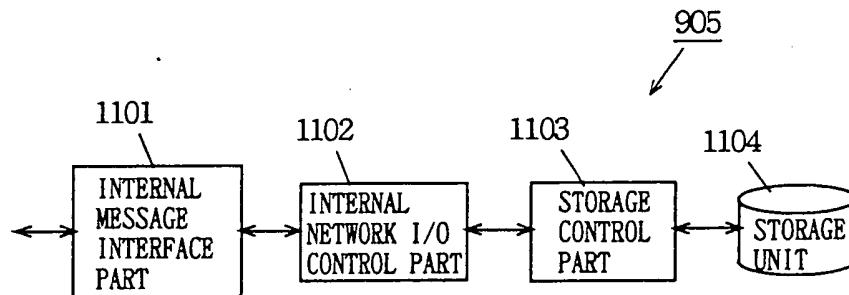 905
1101
INTERNAL
MESSAGE
INTERFACE
PART
1102
INTERNAL
NETWORK I/O
CONTROL PART
1103
STORAGE
CONTROL
PART
1104
STORAGE
UNIT